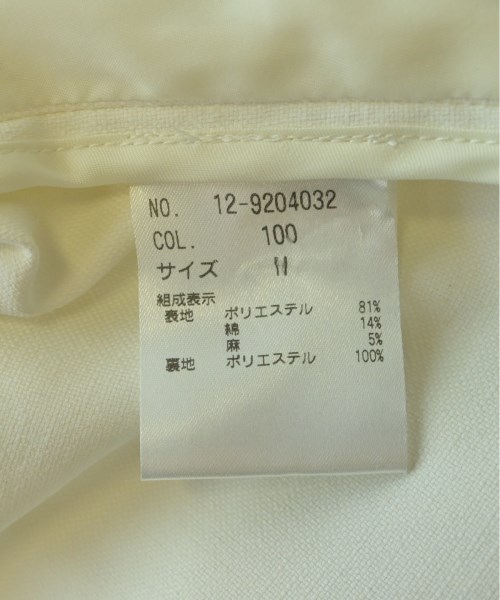 NO. 12-9204032
COL. 100
サイズ M
組成表示
表地 ポリエステル 81%
綿 14%
麻 5%
裏地 ポリエステル 100%